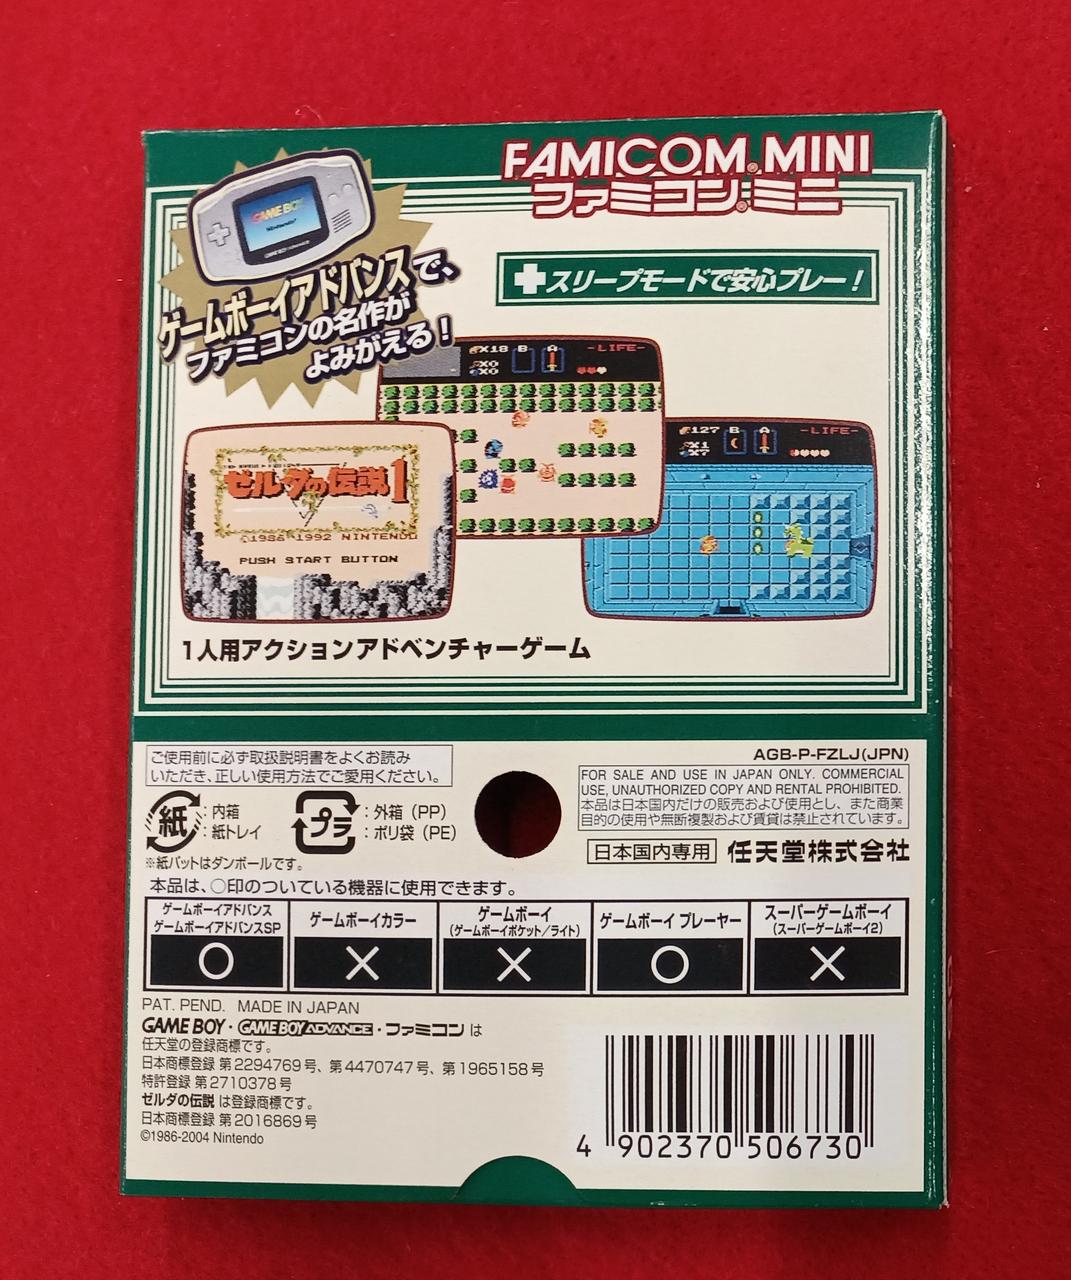 FAMICOM MINI
ファミコン ミニ
GAME BOY
Nintendo
ゲームボーイアドバンスで、
ファミコンの名作が
よみがえる!
スリープモードで安心プレー!
X18 B A -LIFE-
X0
X0
127 B A -LIFE-
X1
X7
ゼルダの伝説1
©1986 1992 NINTENDO
PUSH START BUTTON
1人用アクションアドベンチャーゲーム
ご使用前に必ず取扱説明書をよくお読み
いただき、正しい使用方法でご愛用ください。
紙 : 内箱
: 紙トレイ
プラ : 外箱(PP)
: ポリ袋(PE)
※紙パットはダンボールです。
AGB-P-FZLJ(JPN)
FOR SALE AND USE IN JAPAN ONLY. COMMERCIAL
USE, UNAUTHORIZED COPY AND RENTAL PROHIBITED.
本品は日本国内だけの販売および使用とし、また商業
目的の使用や無断複製および賃貸は禁止されています。
日本国内専用 任天堂株式会社
本品は、○印のついている機器に使用できます。
ゲームボーイアドバンス
ゲームボーイアドバンスSP
○
ゲームボーイカラー
×
ゲームボーイ
(ゲームボーイポケット/ライト)
×
ゲームボーイ プレーヤー
○
スーパーゲームボーイ
(スーパーゲームボーイ2)
×
PAT. PEND. MADE IN JAPAN
GAME BOY・GAME BOY ADVANCE・ファミコン は
任天堂の登録商標です。
日本商標登録 第2294769号、第4470747号、第1965158号
特許登録 第2710378号
ゼルダの伝説 は登録商標です。
日本商標登録 第2016869号
©1986-2004 Nintendo
4 902370 506730